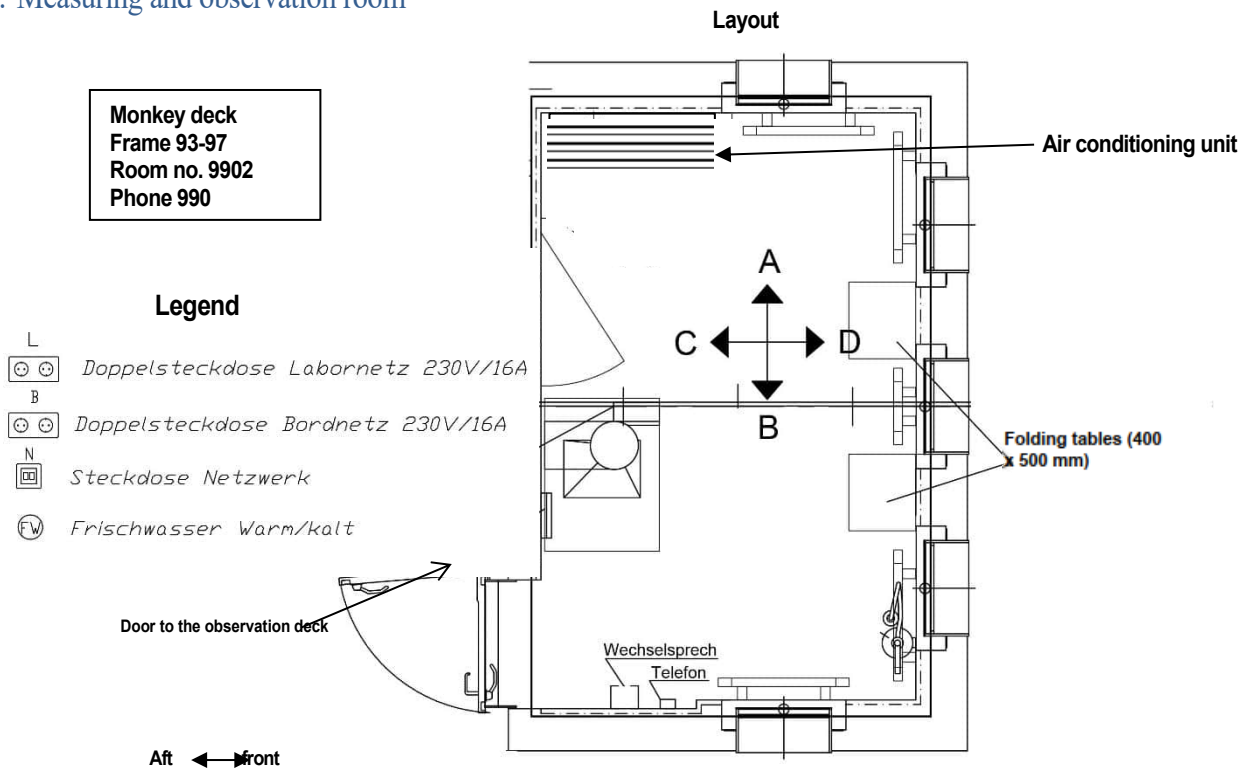 . Measuring and observation room
Layout
Monkey deck
Frame 93-97
Room no. 9902
Phone 990
Air conditioning unit
Legend
L
Doppelsteckdose Labornetz 230V/16A
B
Doppelsteckdose Bordnetz 230V/16A
N
Steckdose Netzwerk
FW
Frischwasser Warm/kalt
A
C
D
B
Folding tables (400
x 500 mm)
Door to the observation deck
Wechselsprech
Telefon
Aft
front